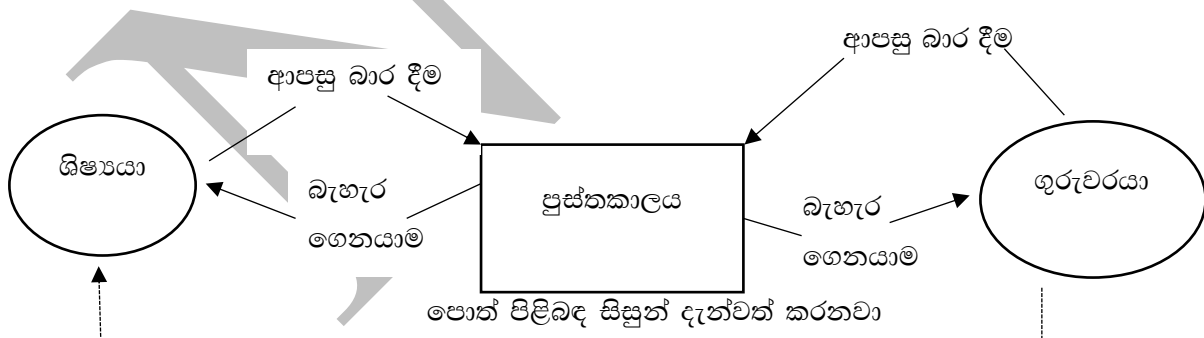 ආපසු බාර දීම
ආපසු බාර දීම
ශිෂ්‍යයා
ගුරුවරයා
බැහැර
ගෙනයාම
පුස්තකාලය
බැහැර
ගෙනයාම
පොත් පිළිබඳ සිසුන් දැන්වත් කරනවා